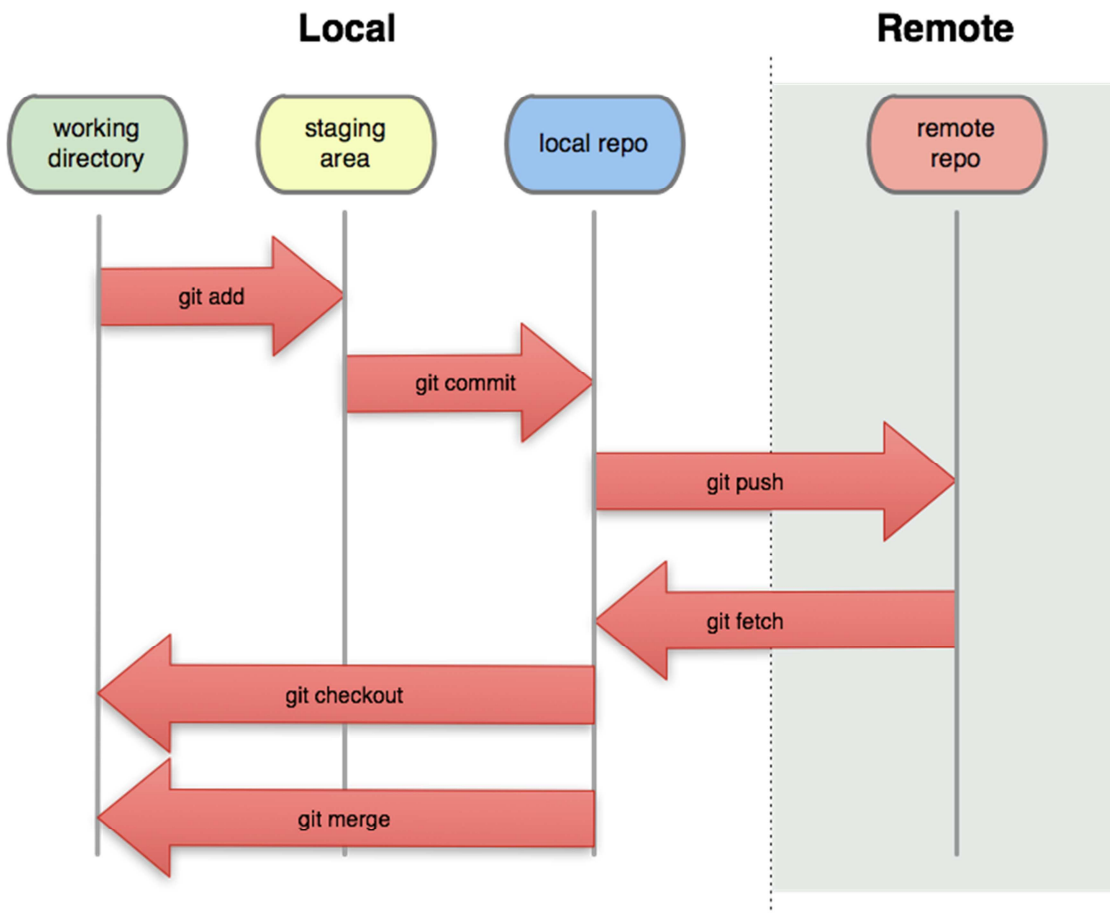 Local
Remote
working
directory
staging
area
local repo
remote
repo
git add
git commit
git push
git fetch
git checkout
git merge